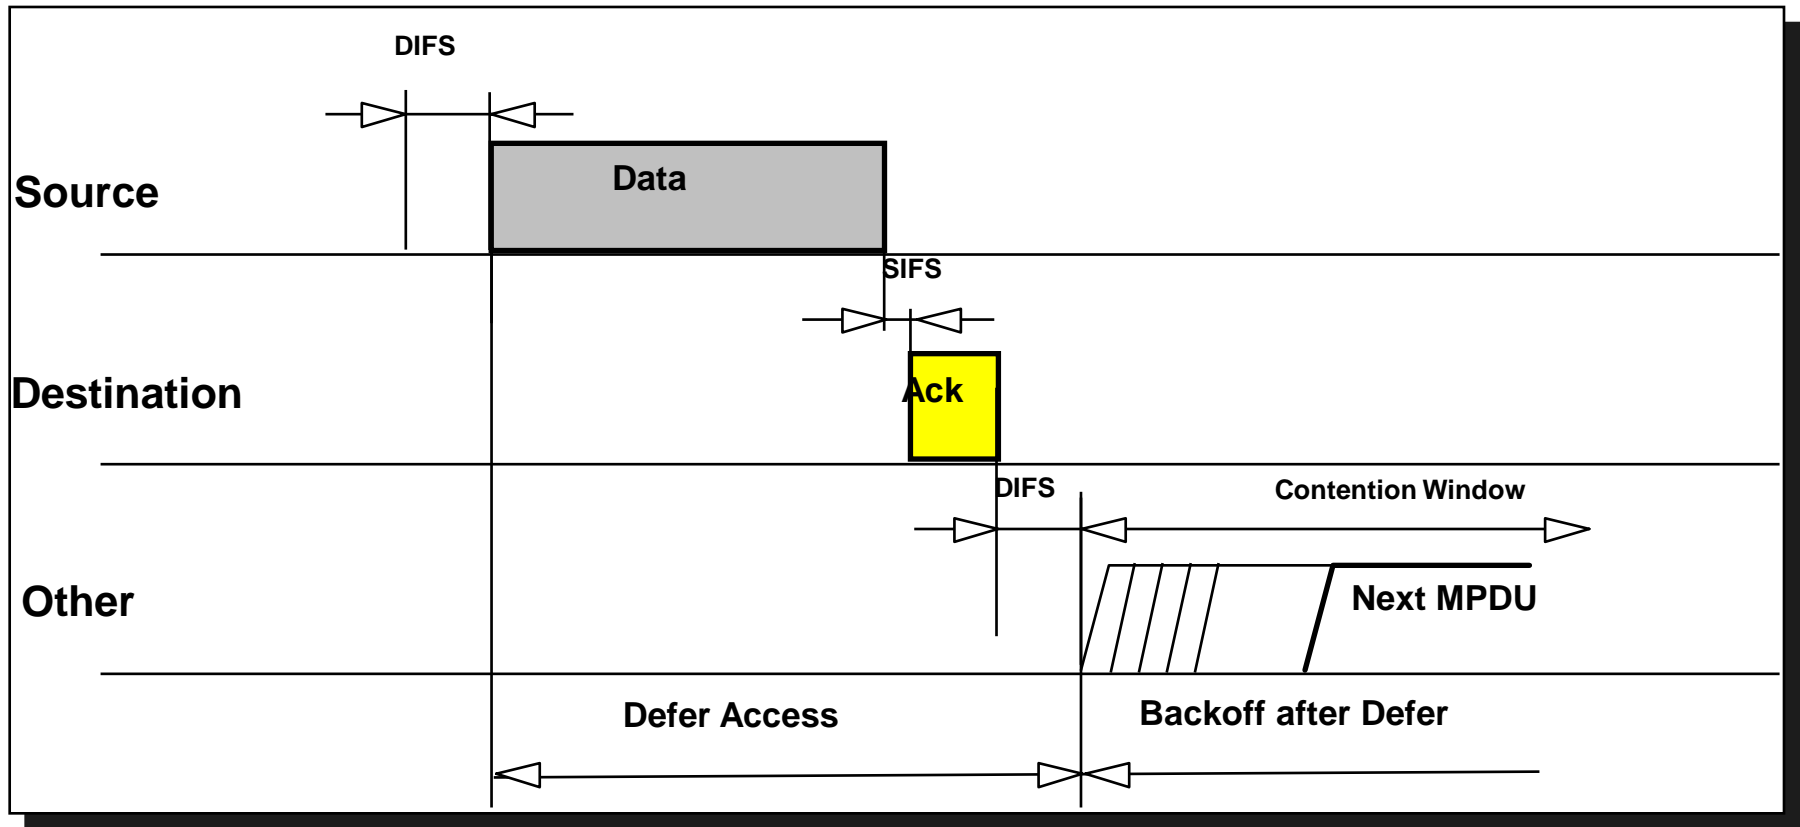 DIFS
Data
Source
SIFS
Destination
Ack
DIFS
Contention Window
Other
Next MPDU
Defer Access
Backoff after Defer